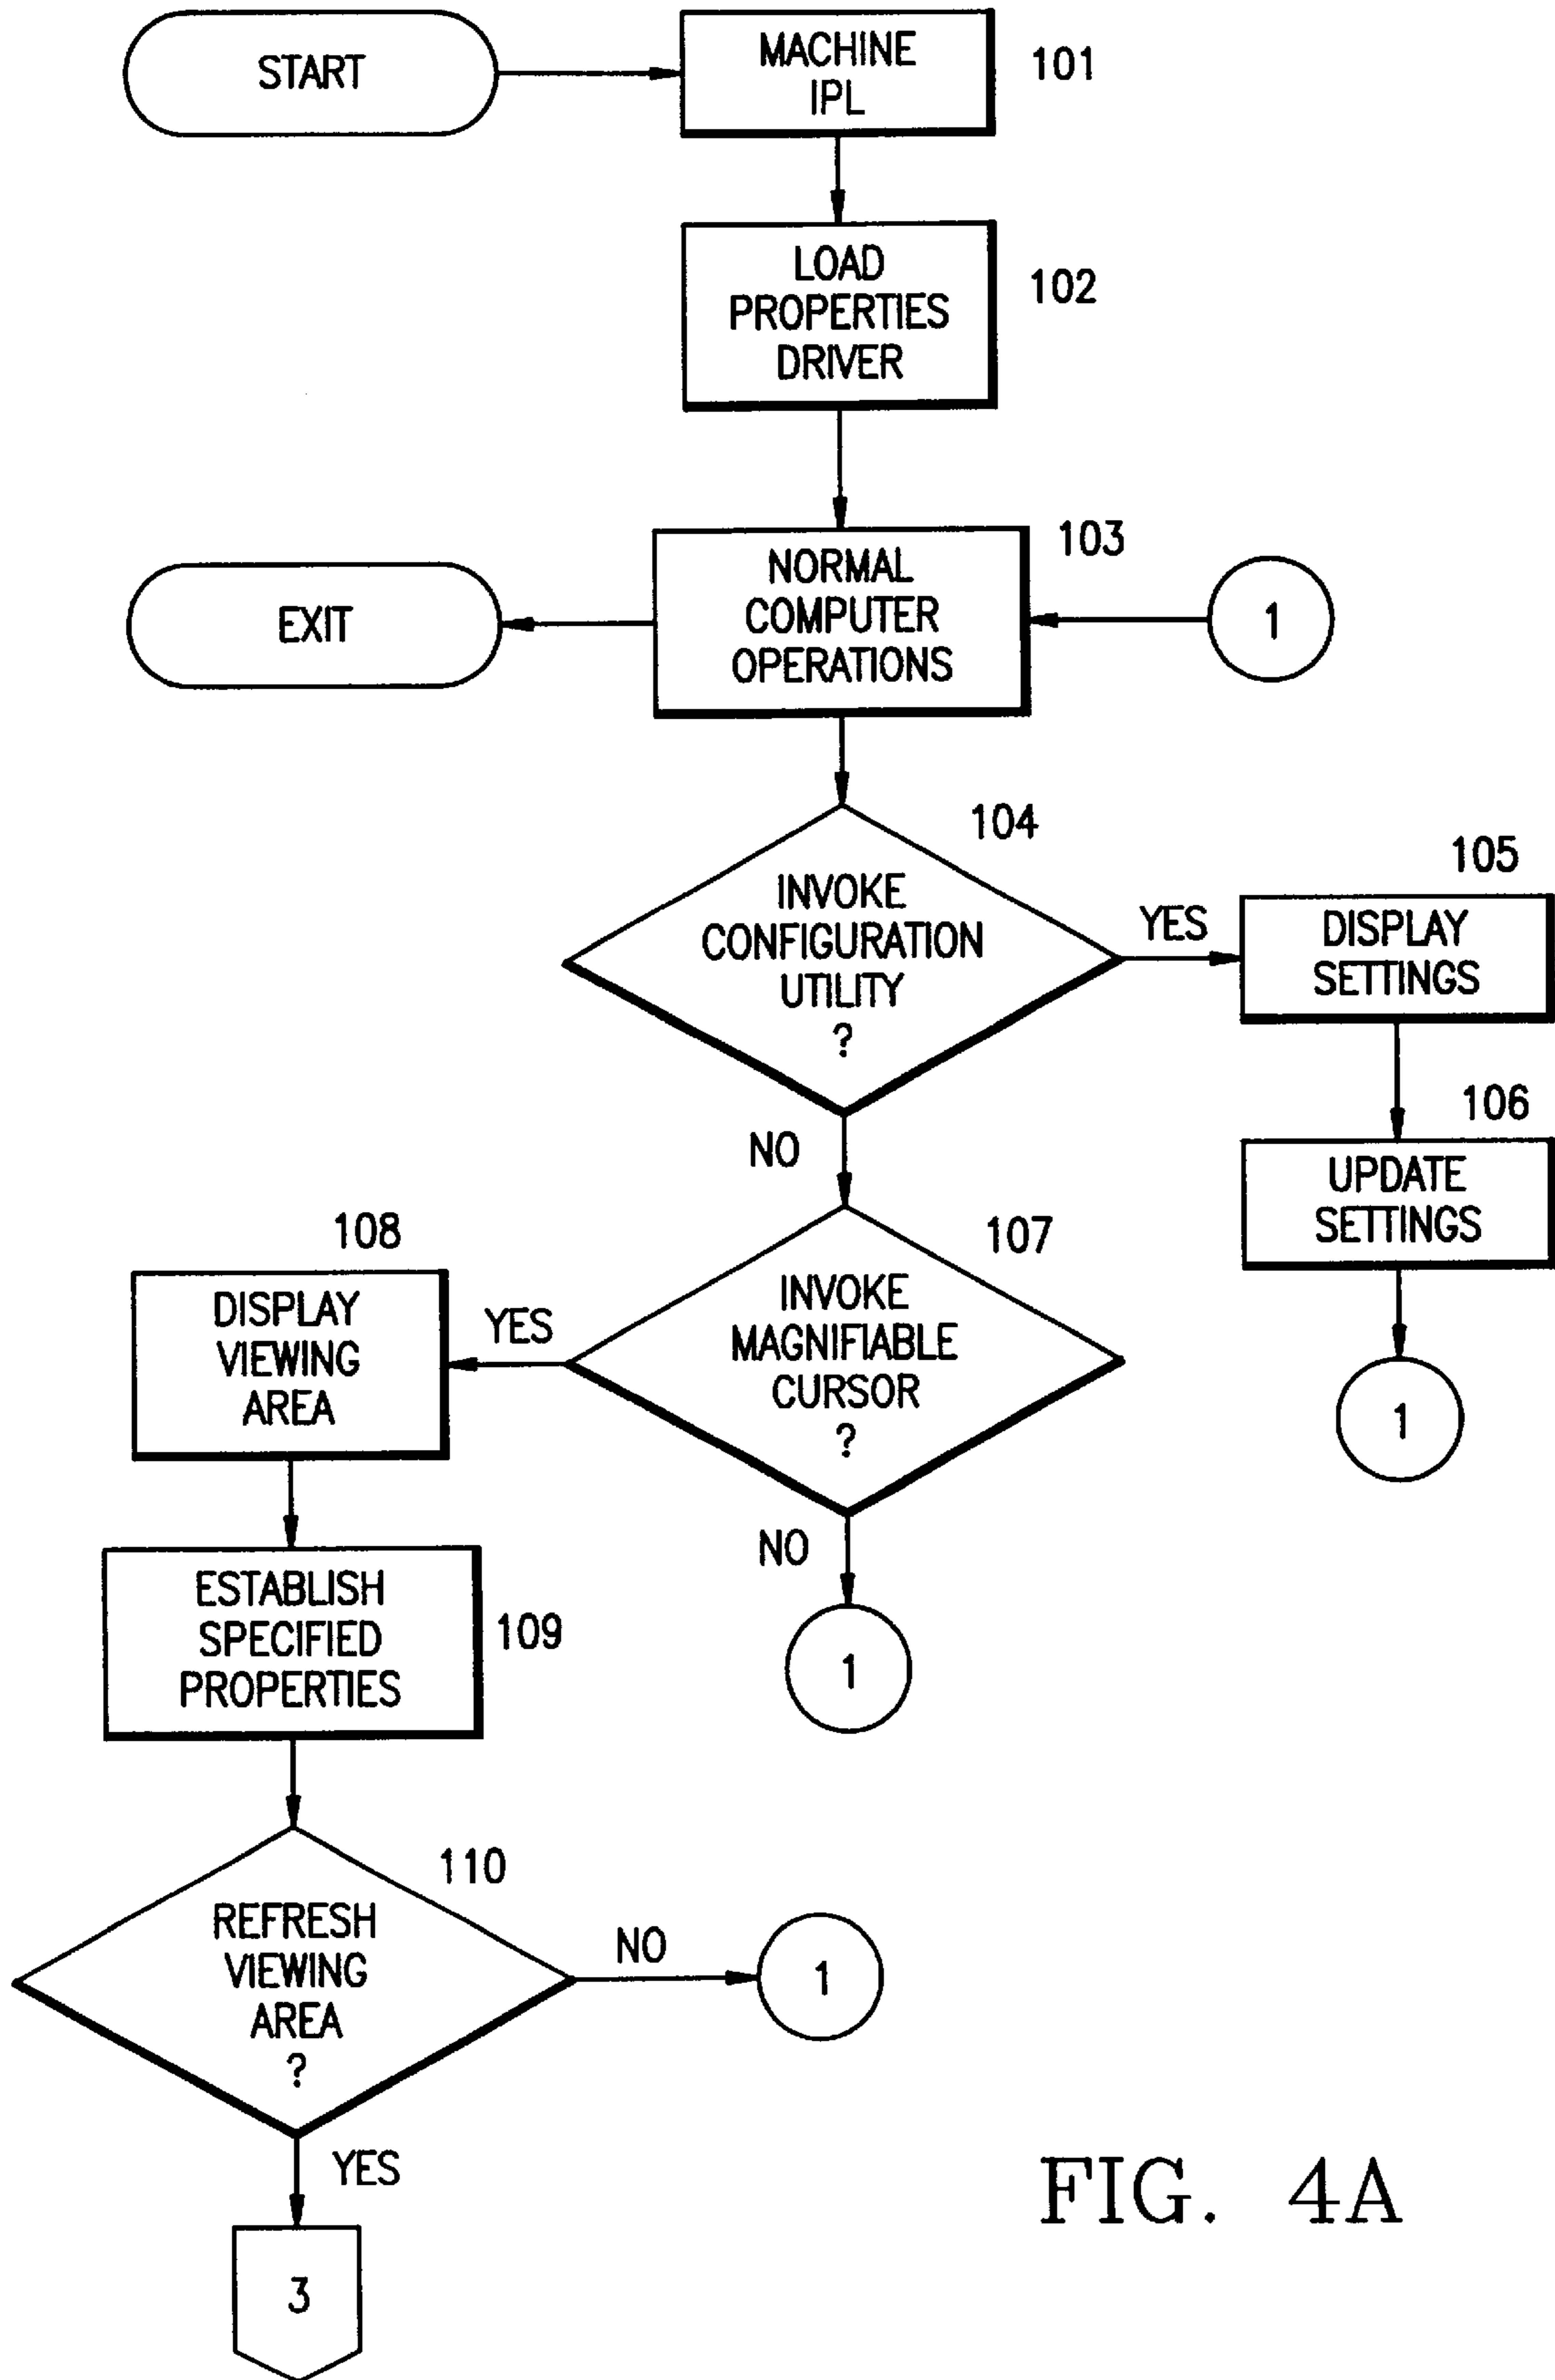 START
MACHINE
IPL
101
LOAD
PROPERTIES
DRIVER
102
NORMAL
COMPUTER
OPERATIONS
103
EXIT
1
104
INVOKE
CONFIGURATION
UTILITY
?
YES
105
DISPLAY
SETTINGS
106
UPDATE
SETTINGS
1
NO
107
INVOKE
MAGNIFIABLE
CURSOR
?
YES
108
DISPLAY
VIEWING
AREA
NO
1
ESTABLISH
SPECIFIED
PROPERTIES
109
110
REFRESH
VIEWING
AREA
?
NO
1
YES
3
FIG. 4A